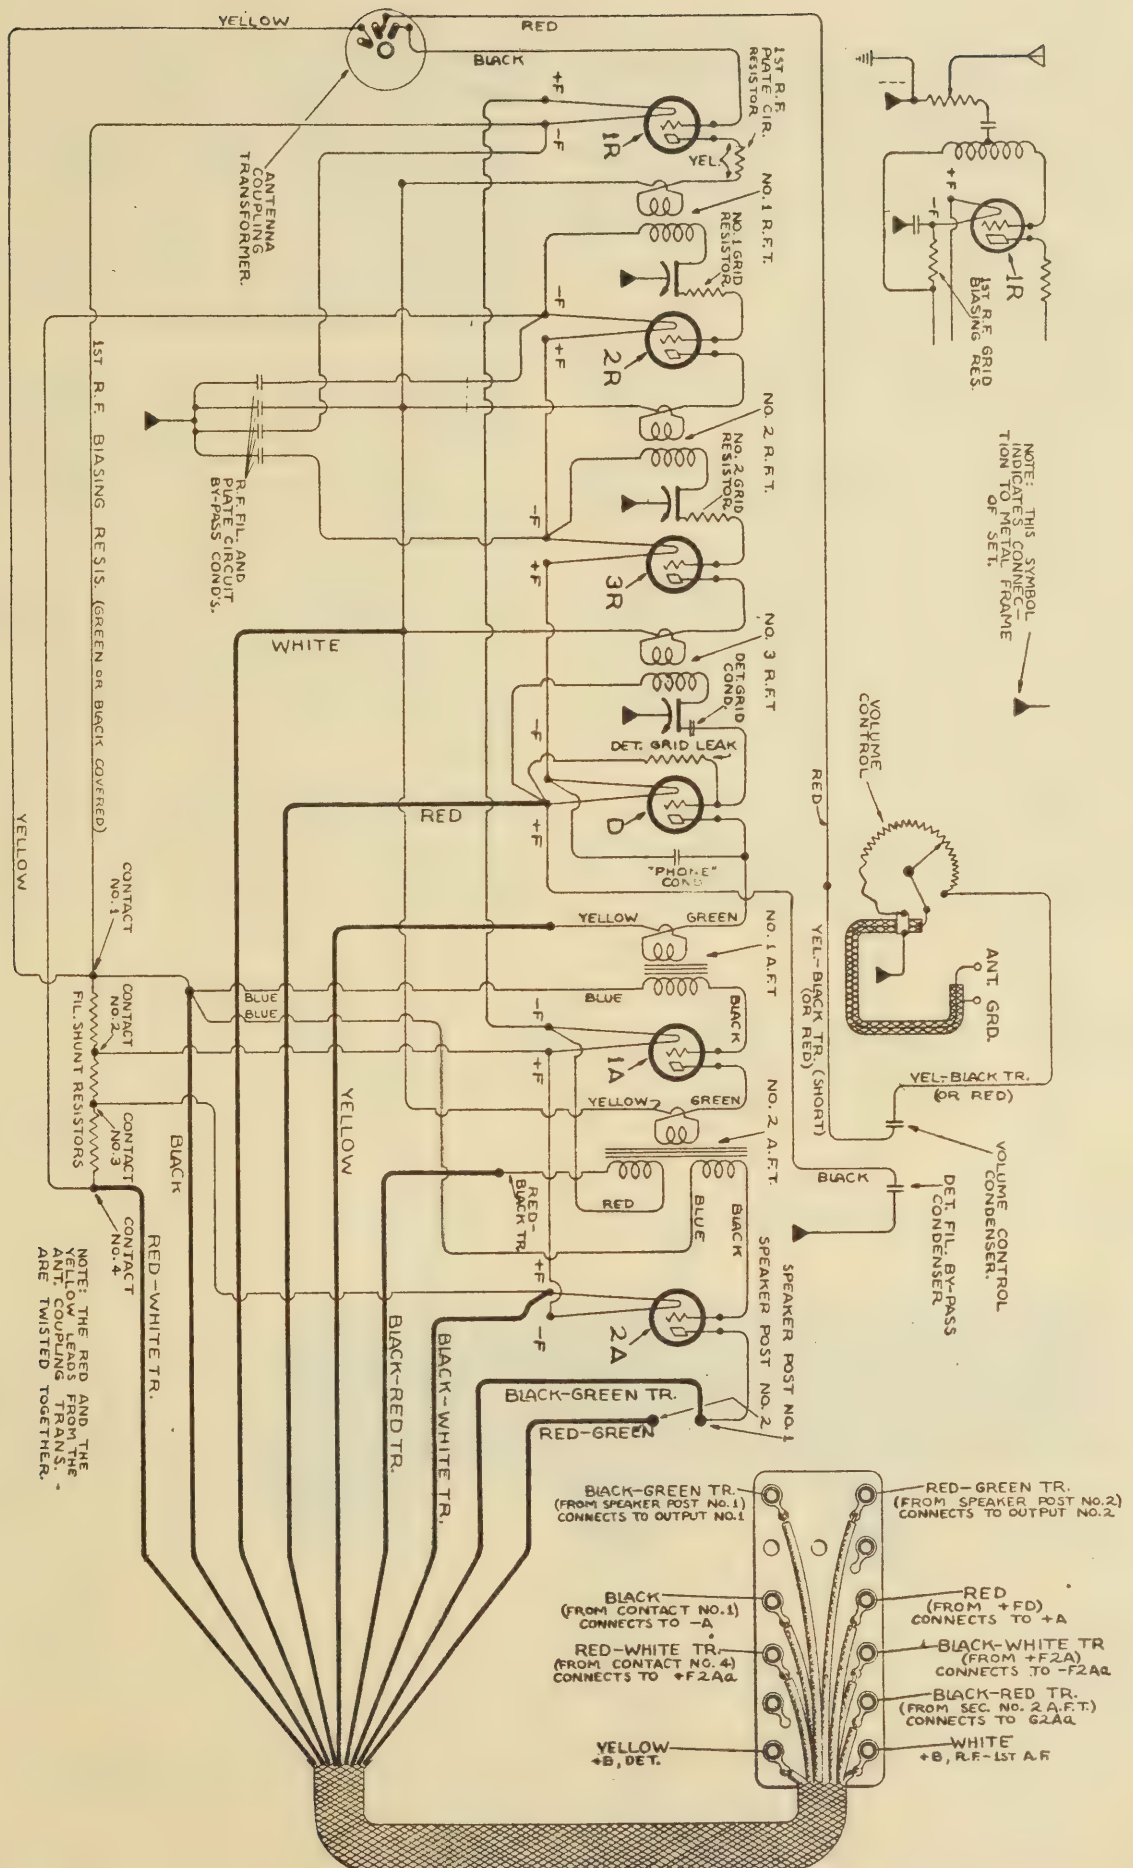 YELLOW
RED
BLACK
ANTENNA
COUPLING
TRANSFORMER.
+F
-F
1R
YEL.
1ST R.F.
PLATE CIR.
RESISTOR
NO. 1 R.F.T.
NO. 1 GRID
RESISTOR
-F
+F
2R
NO. 2 R.F.T.
NO. 2 GRID
RESISTOR
-F
+F
3R
R.F. FIL. AND
PLATE CIRCUIT
BY-PASS COND'S.
1ST R.F. BIASING RESIS. (GREEN OR BLACK COVERED)
WHITE
NO. 3 R.F.T
DET. GRID
COND.
DET. GRID LEAK
-F
+F
D
RED
"PHONE"
COND
YELLOW
GREEN
NO. 1 A.F.T
YELLOW
CONTACT
NO. 1
CONTACT
NO. 2
CONTACT
NO. 3
CONTACT
NO. 4
FIL. SHUNT RESISTORS
BLUE
BLUE
BLUE
BLACK
-F
+F
1A
YELLOW
GREEN
NO. 2 A.F.T.
YELLOW
BLACK
RED
BLUE
BLACK
RED-
BLACK TR.
+F
-F
2A
SPEAKER POST NO. 1
SPEAKER POST NO. 2
RED-WHITE TR.
BLACK-RED TR.
BLACK-WHITE TR.
BLACK-GREEN TR.
RED-GREEN
NOTE: THE RED AND THE
YELLOW LEADS FROM THE
ANT. COUPLING TRANS.
ARE TWISTED TOGETHER.
+F
-F
1R
1ST R.F. GRID
BIASING RES.
NOTE: THIS SYMBOL
INDICATES CONNEC-
TION TO METAL FRAME
OF SET.
VOLUME
CONTROL
RED
YEL.-BLACK TR. (SHORT)
(OR RED)
ANT. GRD.
YEL-BLACK TR.
(OR RED)
VOLUME CONTROL
CONDENSER.
BLACK
DET. FIL. BY-PASS
CONDENSER
BLACK-GREEN TR.
(FROM SPEAKER POST NO.1)
CONNECTS TO OUTPUT NO.1
RED-GREEN TR.
(FROM SPEAKER POST NO.2)
CONNECTS TO OUTPUT NO.2
BLACK
(FROM CONTACT NO.1)
CONNECTS TO -A
RED
(FROM +FD)
CONNECTS TO +A
RED-WHITE TR.
(FROM CONTACT NO.4)
CONNECTS TO +F2Aa
BLACK-WHITE TR
(FROM +F2A)
CONNECTS TO -F2Aa
BLACK-RED TR.
(FROM SEC. NO. 2 A.F.T.)
CONNECTS TO G2Aa
YELLOW
+B, DET.
WHITE
+B, R.F.-1ST A.F.